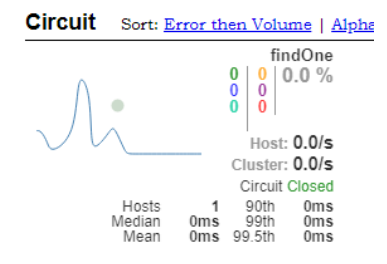 Circuit Sort: Error then Volume | Alpha
findOne
0 | 0 0.0 %
0 0
0 0
Host: 0.0/s
Cluster: 0.0/s
Circuit Closed
Hosts 1 90th 0ms
Median 0ms 99th 0ms
Mean 0ms 99.5th 0ms